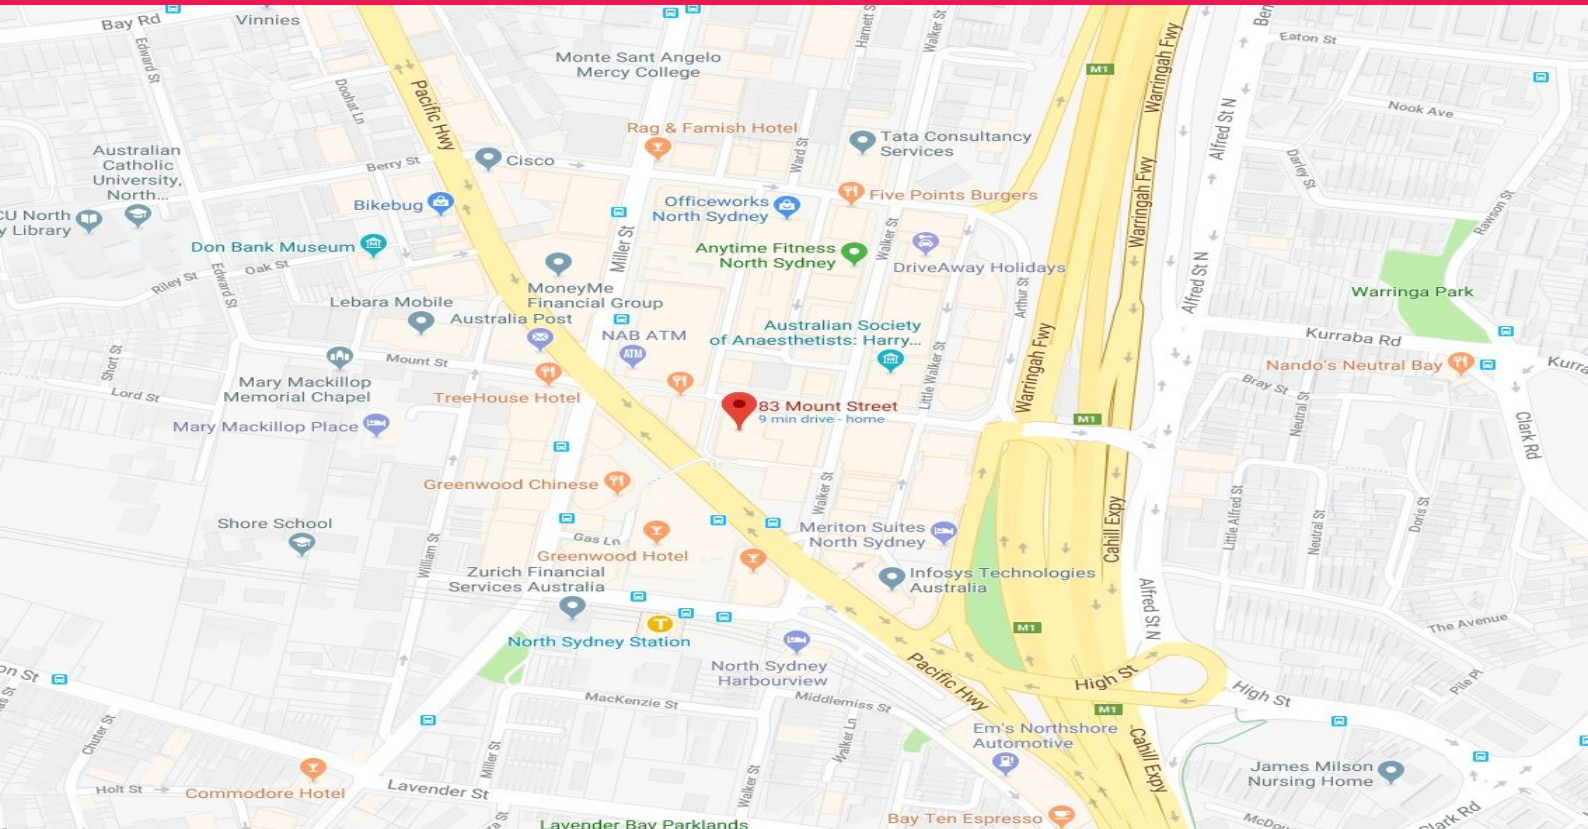 Bay Rd
Vinnies
Edward St
Doohat Ln
Pacific Hwy
Monte Sant Angelo
Mercy College
Harnett S
Walker St
M1
Warringah Fwy
Ben
Eaton St
Nook Ave
Alfred St N
Darley St
Rawson St
Rag & Famish Hotel
Tata Consultancy
Services
Ward St
Australian
Catholic
University,
North...
Berry St
Cisco
CU North
y Library
Bikebug
Officeworks
North Sydney
Five Points Burgers
Warringah Fwy
Don Bank Museum
Oak St
Riley St
Edward St
Miller St
Anytime Fitness
North Sydney
Walker St
DriveAway Holidays
Arthur St
Alfred St N
Warringa Park
MoneyMe
Financial Group
Lebara Mobile
Australia Post
NAB ATM
ATM
Australian Society
of Anaesthetists: Harry...
Kurraba Rd
Warringah Fwy
Short St
Mount St
Lord St
Mary Mackillop
Memorial Chapel
TreeHouse Hotel
Little Walker St
Nando's Neutral Bay
Kurra
Bray St
Neutral St
83 Mount Street
9 min drive - home
Mary Mackillop Place
M1
Clark Rd
Greenwood Chinese
Walker St
Little Alfred St
Neutral St
Doris St
Shore School
Gas Ln
Greenwood Hotel
Meriton Suites
North Sydney
Cahill Expy
William St
Zurich Financial
Services Australia
Infosys Technologies
Australia
Alfred St N
The Avenue
T
North Sydney Station
M1
North Sydney
Harbourview
Pacific Hwy
High St
High St
Pile Pl
on St
as St
MacKenzie St
Middlemiss St
M1
Chuter St
Miller St
Walker Ln
Em's Northshore
Automotive
Cahill Expy
James Milson
Nursing Home
Holt St
Commodore Hotel
Lavender St
Walker St
Bay Ten Espresso
Clark Rd
McDou
ra St
Lavender Bay Parklands